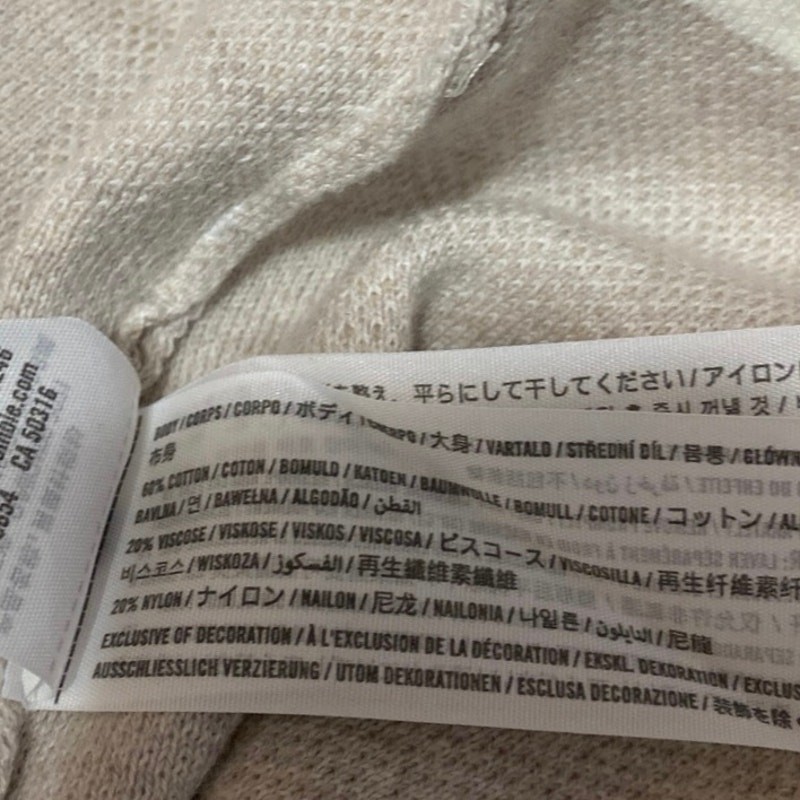 mble.com
CA 50316
平らにして干してください/アイロン
BODY / CORPS / CORPO / ボディ / CUERPO / 大身 / VARTALO / STŘEDNÍ DÍL / 몸통 / GŁÓWN
布身
60% COTTON / COTON / BOMULD / KATOEN / BAUMWOLLE / BOMULL / COTONE / コットン / AL
BAVLNA / 면 / BAWEŁNA / ALGODÃO / القطن
20% VISCOSE / VISKOSE / VISKOS / VISCOSA / ビスコース / VISCOSILLA / 再生纤维素纤
비스코스 / WISKOZA / الفسكوز / 再生纖維素纖維
20% NYLON / ナイロン / NAILON / 尼龙 / NAILONIA / 나일론 / النايلون / 尼龍
EXCLUSIVE OF DECORATION / À L'EXCLUSION DE LA DÉCORATION / EKSKL. DEKORATION / EXCLUS
AUSSCHLIESSLICH VERZIERUNG / UTOM DEKORATIONEN / ESCLUSA DECORAZIONE / 装飾を除